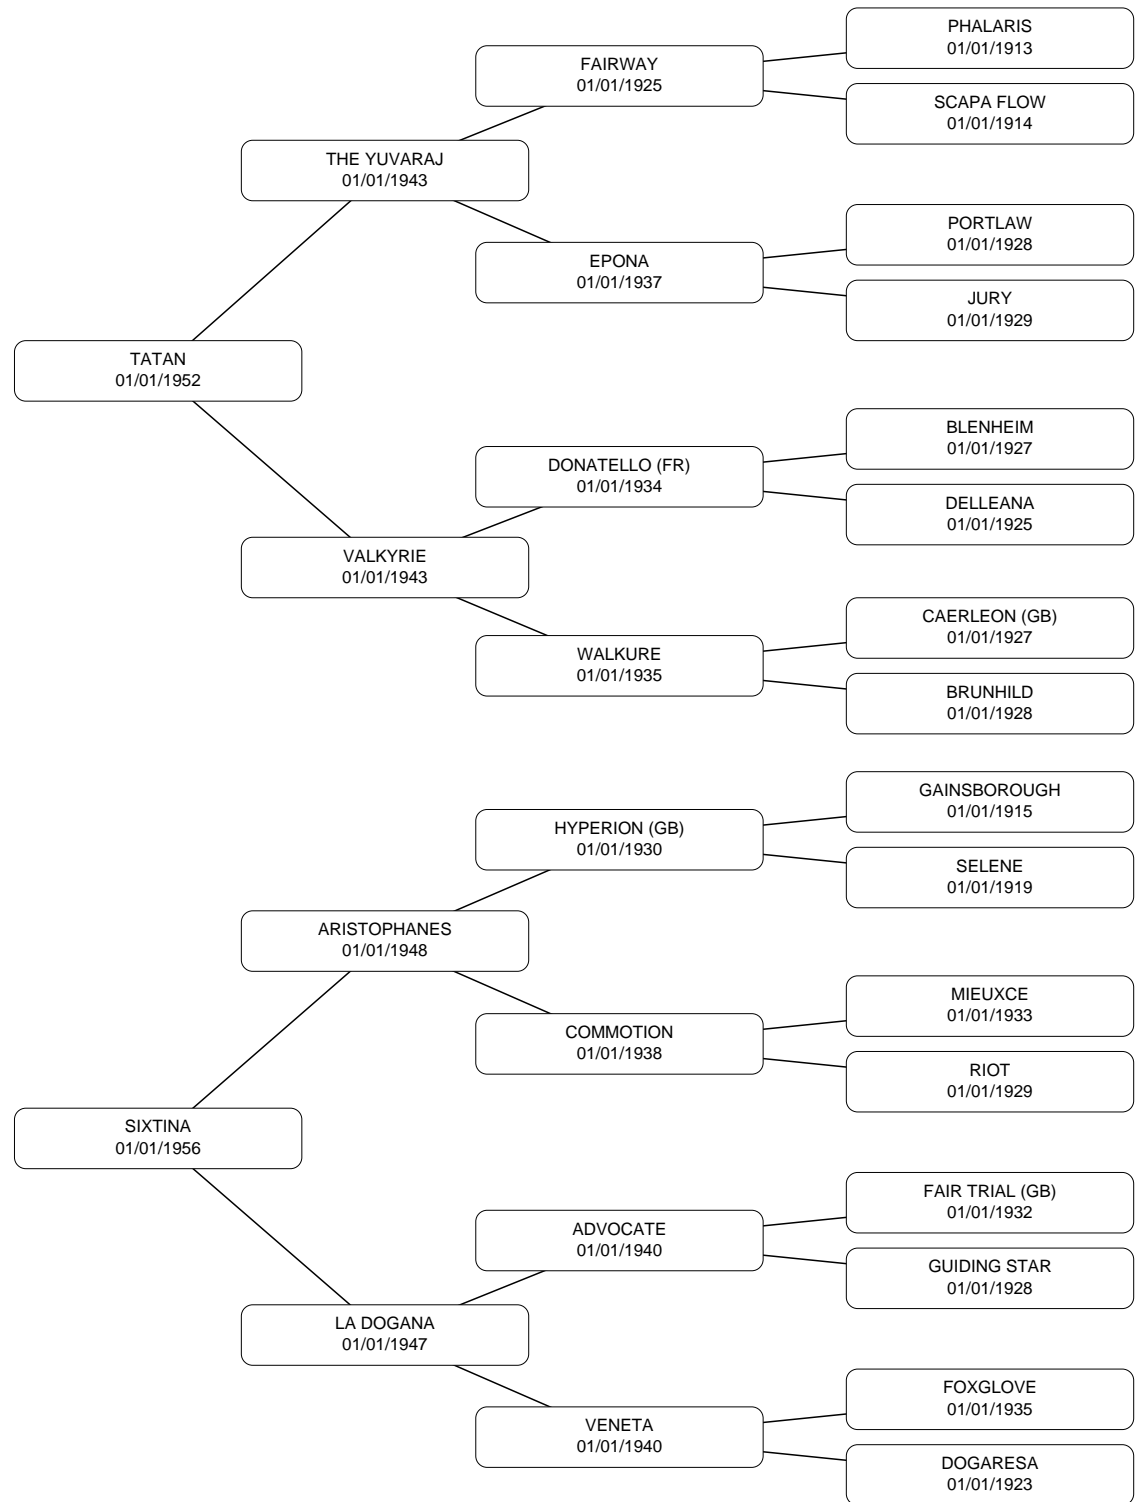 PHALARIS
01/01/1913
FAIRWAY
01/01/1925
SCAPA FLOW
01/01/1914
THE YUVARAJ
01/01/1943
PORTLAW
01/01/1928
EPONA
01/01/1937
JURY
01/01/1929
TATAN
01/01/1952
BLENHEIM
01/01/1927
DONATELLO (FR)
01/01/1934
DELLEANA
01/01/1925
VALKYRIE
01/01/1943
CAERLEON (GB)
01/01/1927
WALKURE
01/01/1935
BRUNHILD
01/01/1928
GAINSBOROUGH
01/01/1915
HYPERION (GB)
01/01/1930
SELENE
01/01/1919
ARISTOPHANES
01/01/1948
MIEUXCE
01/01/1933
COMMOTION
01/01/1938
RIOT
01/01/1929
SIXTINA
01/01/1956
FAIR TRIAL (GB)
01/01/1932
ADVOCATE
01/01/1940
GUIDING STAR
01/01/1928
LA DOGANA
01/01/1947
FOXGLOVE
01/01/1935
VENETA
01/01/1940
DOGARESA
01/01/1923